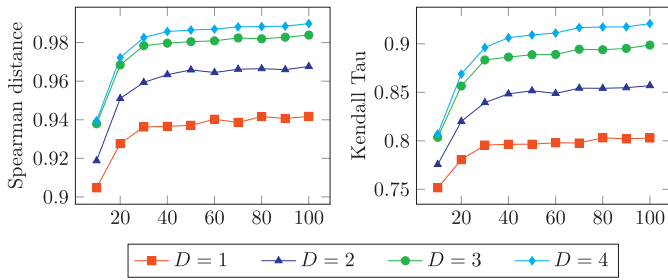 Spearman distance
0.98
0.96
0.94
0.92
0.9
20 40 60 80 100
Kendall Tau
0.9
0.85
0.8
0.75
20 40 60 80 100
D = 1 D = 2 D = 3 D = 4